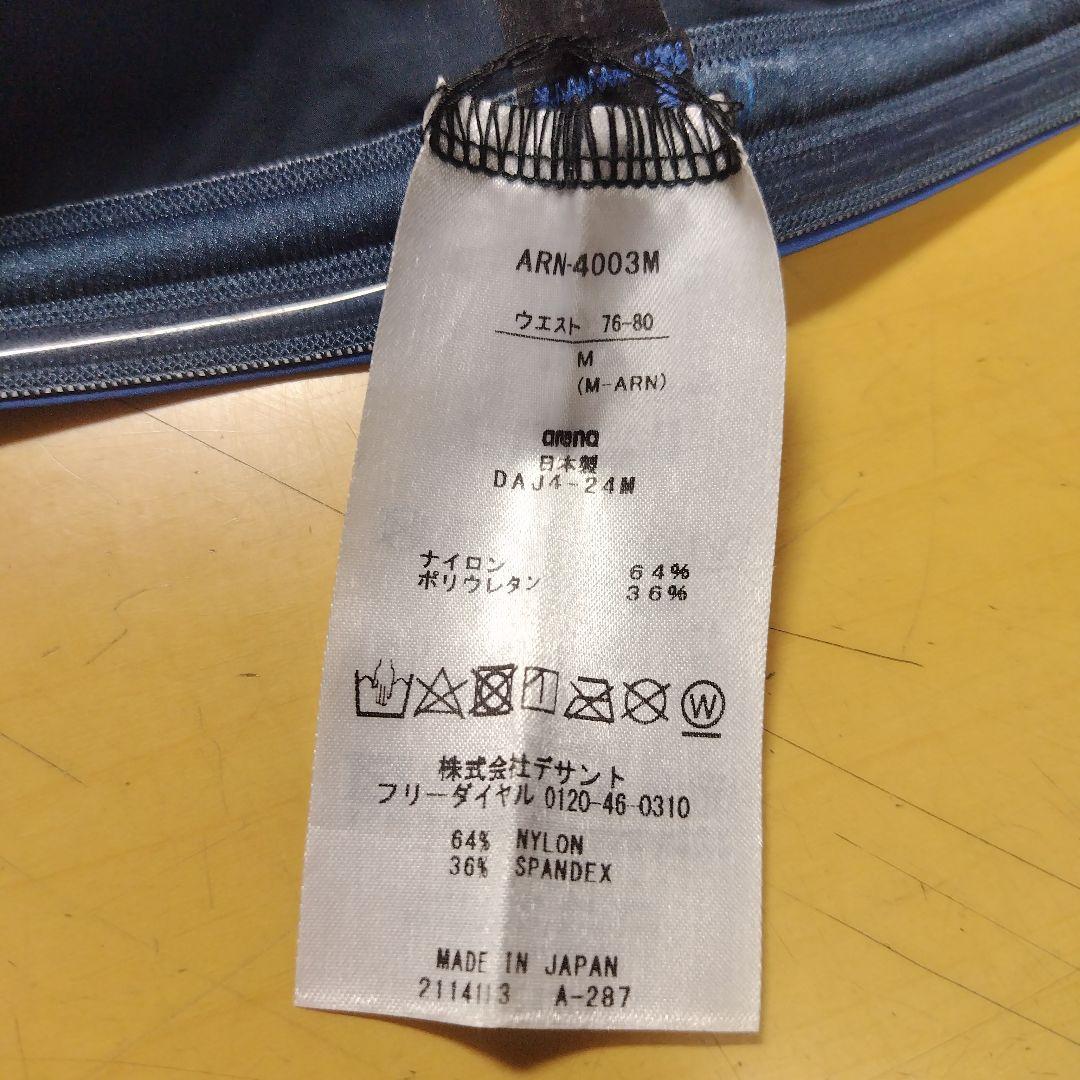 ARN-4003M
ウエスト 76-80
M
(M-ARN)
arena
日本製
DAJ4-24M
ナイロン 64%
ポリウレタン 36%
W
株式会社デサント
フリーダイヤル 0120-46-0310
64% NYLON
36% SPANDEX
MADE IN JAPAN
A-287